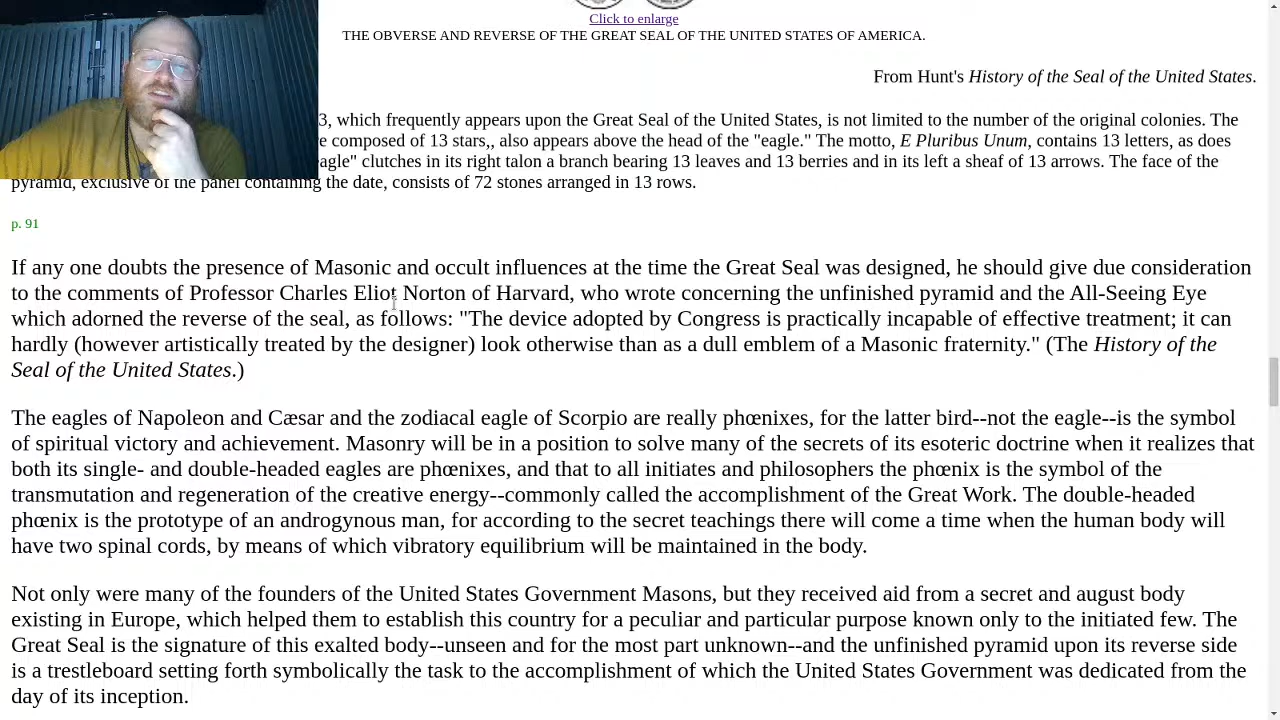 Click to enlarge
THE OBVERSE AND REVERSE OF THE GREAT SEAL OF THE UNITED STATES OF AMERICA.
From Hunt's History of the Seal of the United States.
3, which frequently appears upon the Great Seal of the United States, is not limited to the number of the original colonies. The
e composed of 13 stars,, also appears above the head of the "eagle." The motto, E Pluribus Unum, contains 13 letters, as does
agle" clutches in its right talon a branch bearing 13 leaves and 13 berries and in its left a sheaf of 13 arrows. The face of the
pyramid, exclusive of the panel containing the date, consists of 72 stones arranged in 13 rows.
p. 91
If any one doubts the presence of Masonic and occult influences at the time the Great Seal was designed, he should give due consideration
to the comments of Professor Charles Eliot Norton of Harvard, who wrote concerning the unfinished pyramid and the All-Seeing Eye
which adorned the reverse of the seal, as follows: "The device adopted by Congress is practically incapable of effective treatment; it can
hardly (however artistically treated by the designer) look otherwise than as a dull emblem of a Masonic fraternity." (The History of the
Seal of the United States.)
The eagles of Napoleon and Cæsar and the zodiacal eagle of Scorpio are really phœnixes, for the latter bird--not the eagle--is the symbol
of spiritual victory and achievement. Masonry will be in a position to solve many of the secrets of its esoteric doctrine when it realizes that
both its single- and double-headed eagles are phœnixes, and that to all initiates and philosophers the phœnix is the symbol of the
transmutation and regeneration of the creative energy--commonly called the accomplishment of the Great Work. The double-headed
phœnix is the prototype of an androgynous man, for according to the secret teachings there will come a time when the human body will
have two spinal cords, by means of which vibratory equilibrium will be maintained in the body.
Not only were many of the founders of the United States Government Masons, but they received aid from a secret and august body
existing in Europe, which helped them to establish this country for a peculiar and particular purpose known only to the initiated few. The
Great Seal is the signature of this exalted body--unseen and for the most part unknown--and the unfinished pyramid upon its reverse side
is a trestleboard setting forth symbolically the task to the accomplishment of which the United States Government was dedicated from the
day of its inception.